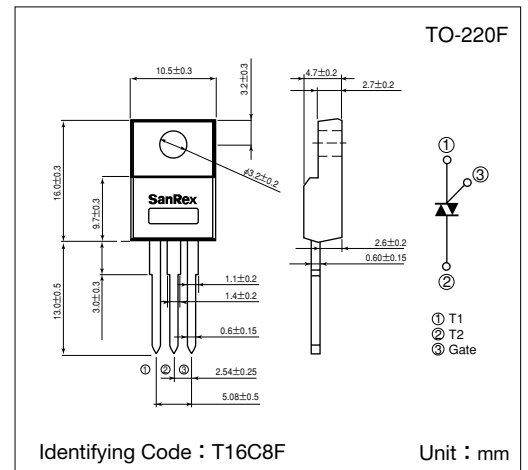 TO-220F
10.5±0.3
3.2±0.3
4.7±0.2
2.7±0.2
16.0±0.3
9.7±0.3
φ3.2±0.2
SanRex
13.0±0.5
3.0±0.3
1.1±0.2
1.4±0.2
0.6±0.15
2.54±0.25
5.08±0.5
① ② ③
2.6±0.2
0.60±0.15
①
③
②
① T1
② T2
③ Gate
Identifying Code：T16C8F
Unit：mm